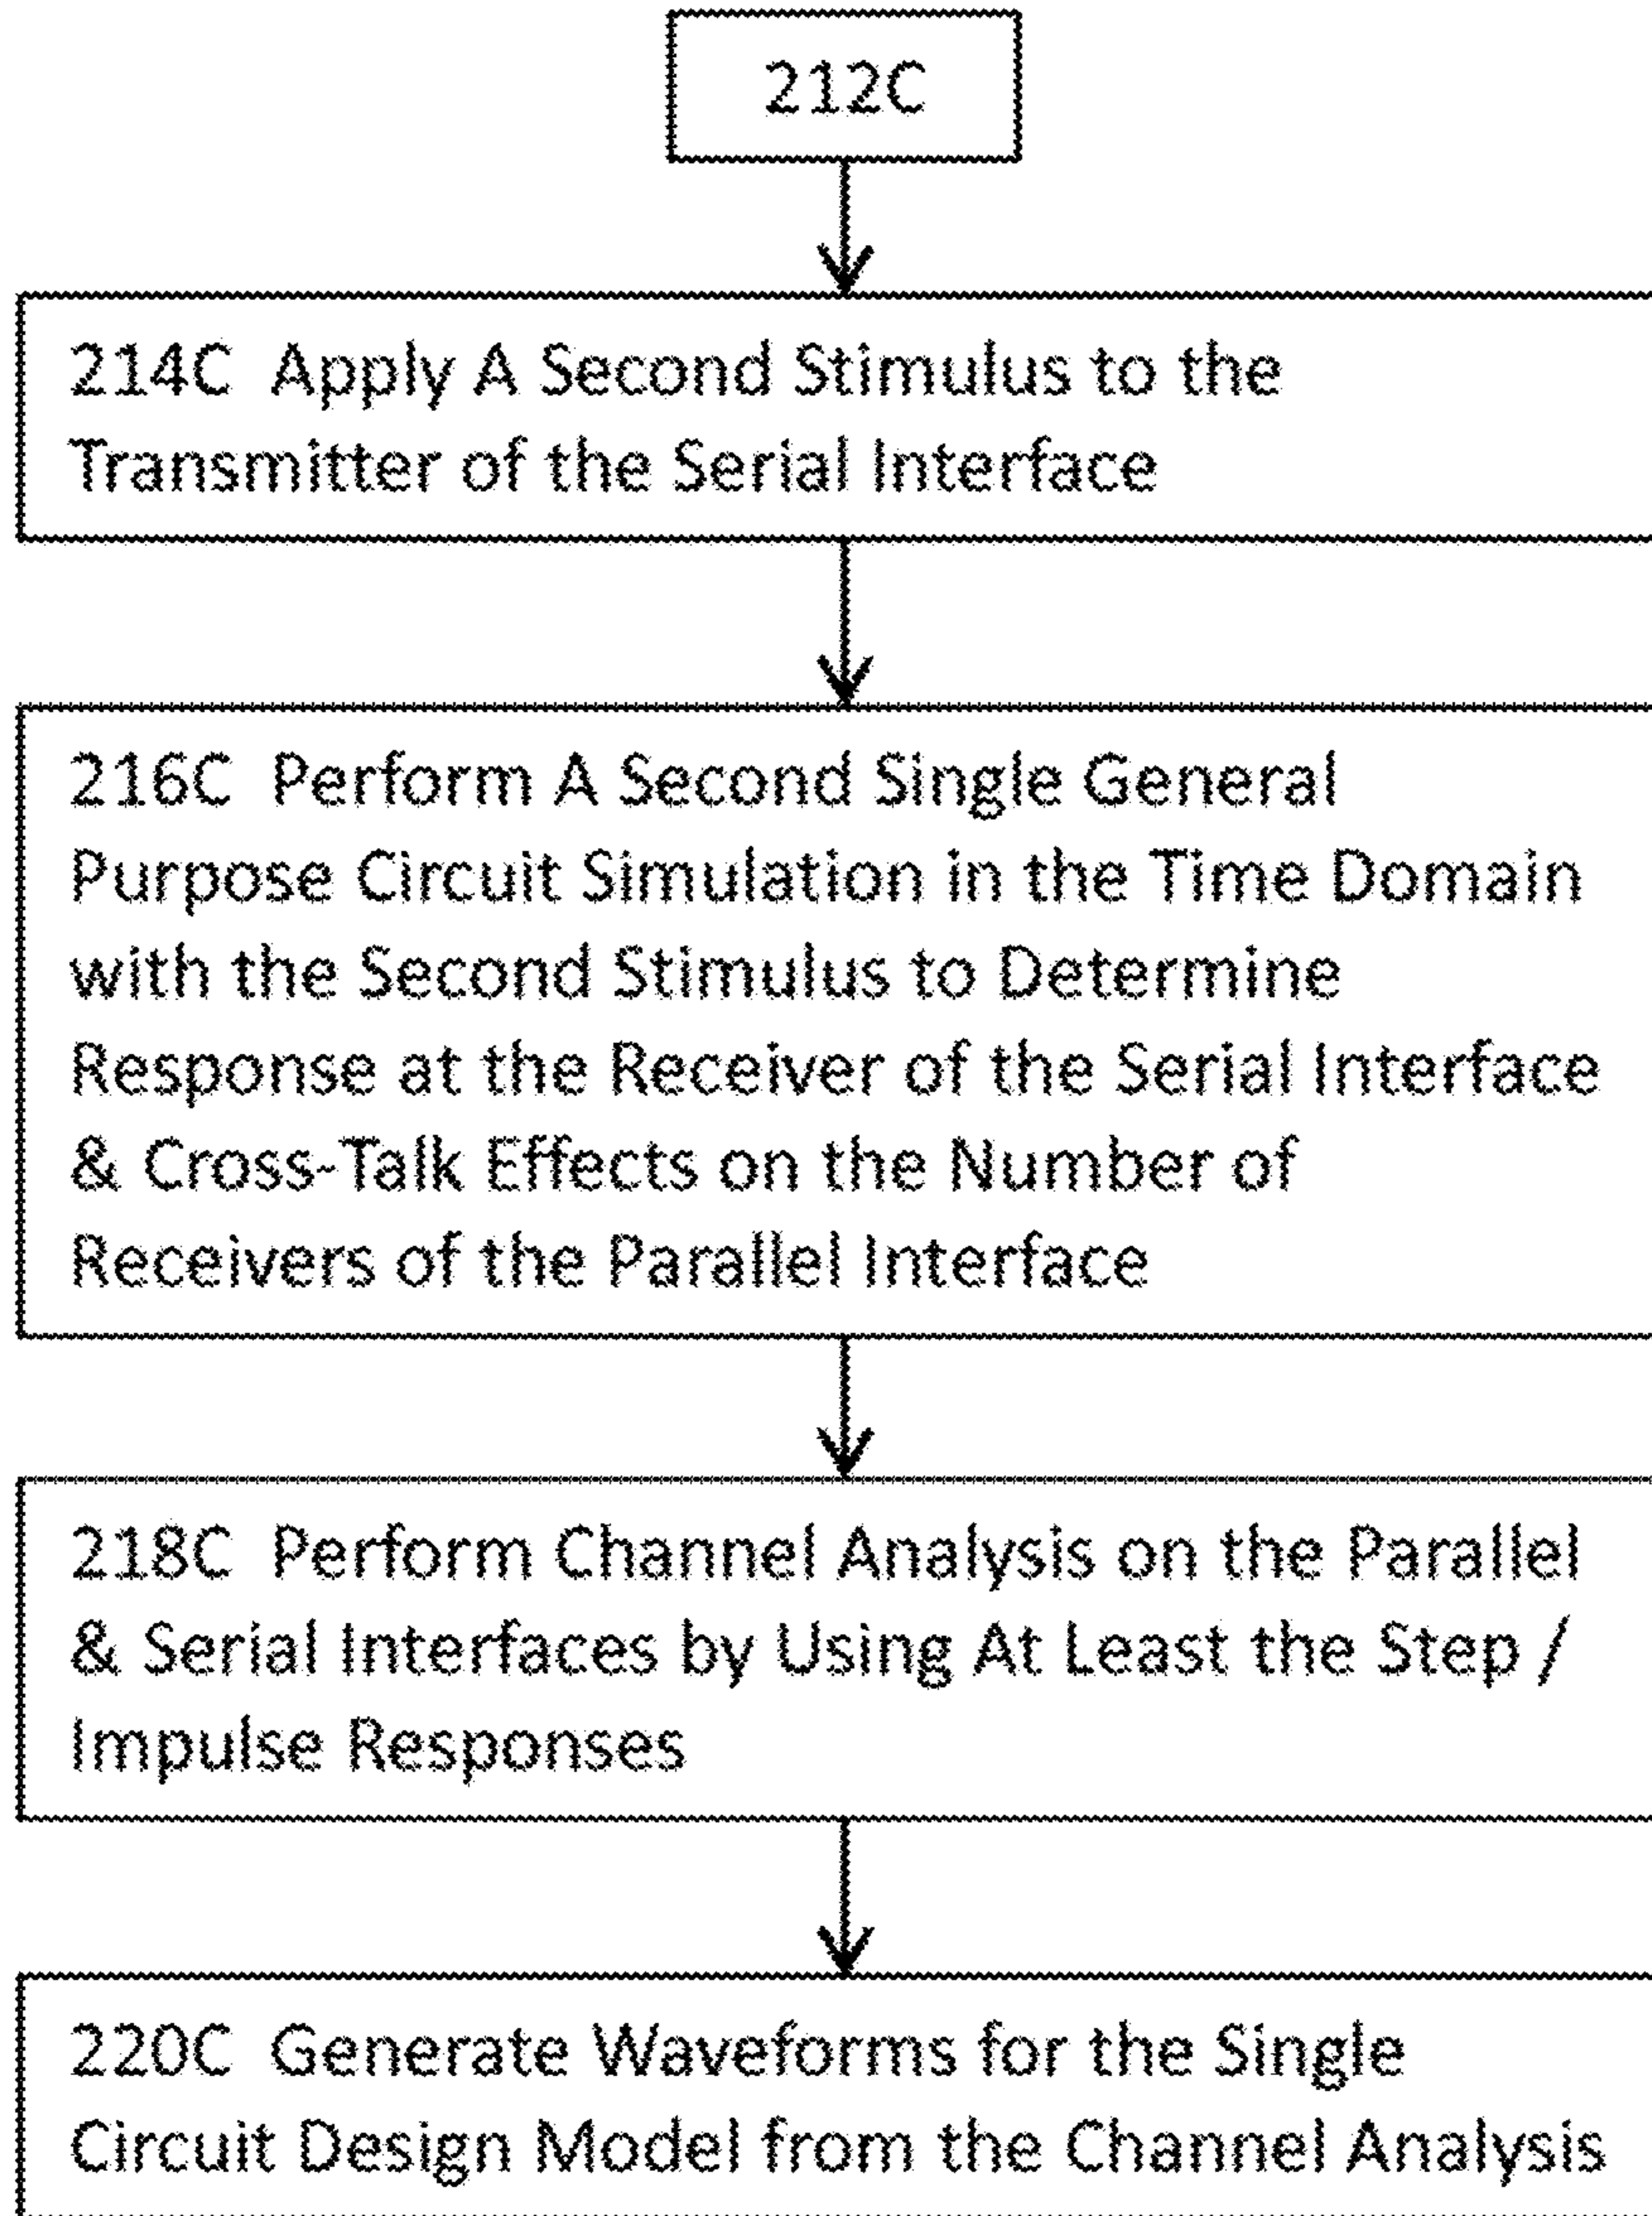 212C
214C Apply A Second Stimulus to the
Transmitter of the Serial Interface
216C Perform A Second Single General
Purpose Circuit Simulation in the Time Domain
with the Second Stimulus to Determine
Response at the Receiver of the Serial Interface
& Cross-Talk Effects on the Number of
Receivers of the Parallel Interface
218C Perform Channel Analysis on the Parallel
& Serial Interfaces by Using At Least the Step /
Impulse Responses
220C Generate Waveforms for the Single
Circuit Design Model from the Channel Analysis